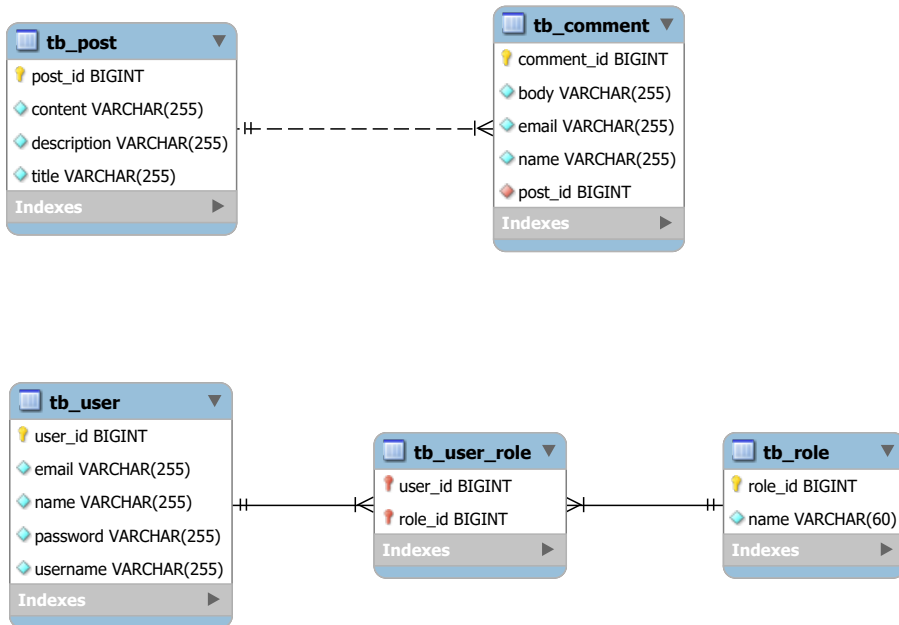 tb_post
post_id BIGINT
content VARCHAR(255)
description VARCHAR(255)
title VARCHAR(255)
Indexes
tb_comment
comment_id BIGINT
body VARCHAR(255)
email VARCHAR(255)
name VARCHAR(255)
post_id BIGINT
Indexes
tb_user
user_id BIGINT
email VARCHAR(255)
name VARCHAR(255)
password VARCHAR(255)
username VARCHAR(255)
Indexes
tb_user_role
user_id BIGINT
role_id BIGINT
Indexes
tb_role
role_id BIGINT
name VARCHAR(60)
Indexes